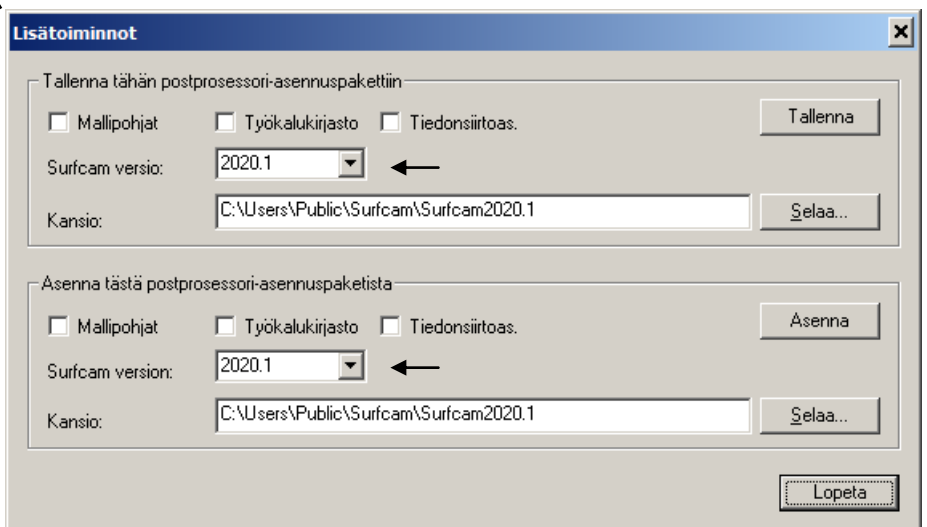 Lisätoiminnot
Tallenna tähän postprosessori-asennuspakettiin
Mallipohjat Työkalukirjasto Tiedonsiirtoas. Tallenna
Surfcam versio: 2020.1
Kansio: C:\Users\Public\Surfcam\Surfcam2020.1 Selaa...
Asenna tästä postprosessori-asennuspaketista
Mallipohjat Työkalukirjasto Tiedonsiirtoas. Asenna
Surfcam version: 2020.1
Kansio: C:\Users\Public\Surfcam\Surfcam2020.1 Selaa...
Lopeta